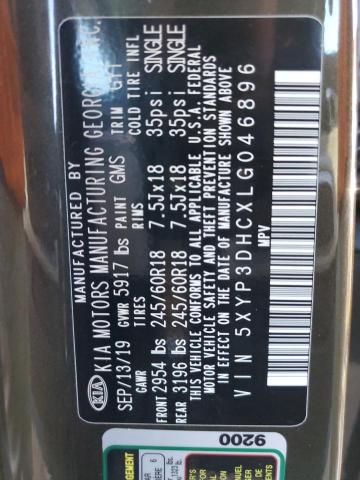 MANUFACTURED BY
KIA KIA MOTORS MANUFACTURING GEORGIA, INC.
SEP/13/19 GVWR 5917 lbs PAINT GMS TRIM GYT
GAWR TIRES RIMS COLD TIRE INFL
FRONT 2954 lbs 245/60R18 7.5Jx18 35psi SINGLE
REAR 3196 lbs 245/60R18 7.5Jx18 35psi SINGLE
THIS VEHICLE CONFORMS TO ALL APPLICABLE U.S.A. FEDERAL
MOTOR VEHICLE SAFETY AND THEFT PREVENTION STANDARDS
IN EFFECT ON THE DATE OF MANUFACTURE SHOWN ABOVE
VIN 5XYP3DHCXLG046896
MPV
9200